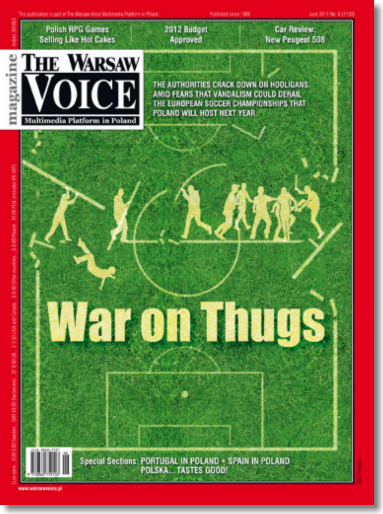 This publication is part of The Warsaw Voice Multimedia Platform in Poland
Published since 1988
June 2011 No. 6
Polish RPG Games
Selling Like Hot Cakes
2012 Budget
Approved
Car Review:
New Peugeot 508
magazine
THE WARSAW
VOICE
Multimedia Platform in Poland
THE AUTHORITIES CRACK DOWN ON HOOLIGANS
AMID FEARS THAT VANDALISM COULD DERAIL
THE EUROPEAN SOCCER CHAMPIONSHIPS THAT
POLAND WILL HOST NEXT YEAR
War on Thugs
Special Sections: PORTUGAL IN POLAND • SPAIN IN POLAND
POLSKA... TASTES GOOD!
www.warsawvoice.pl